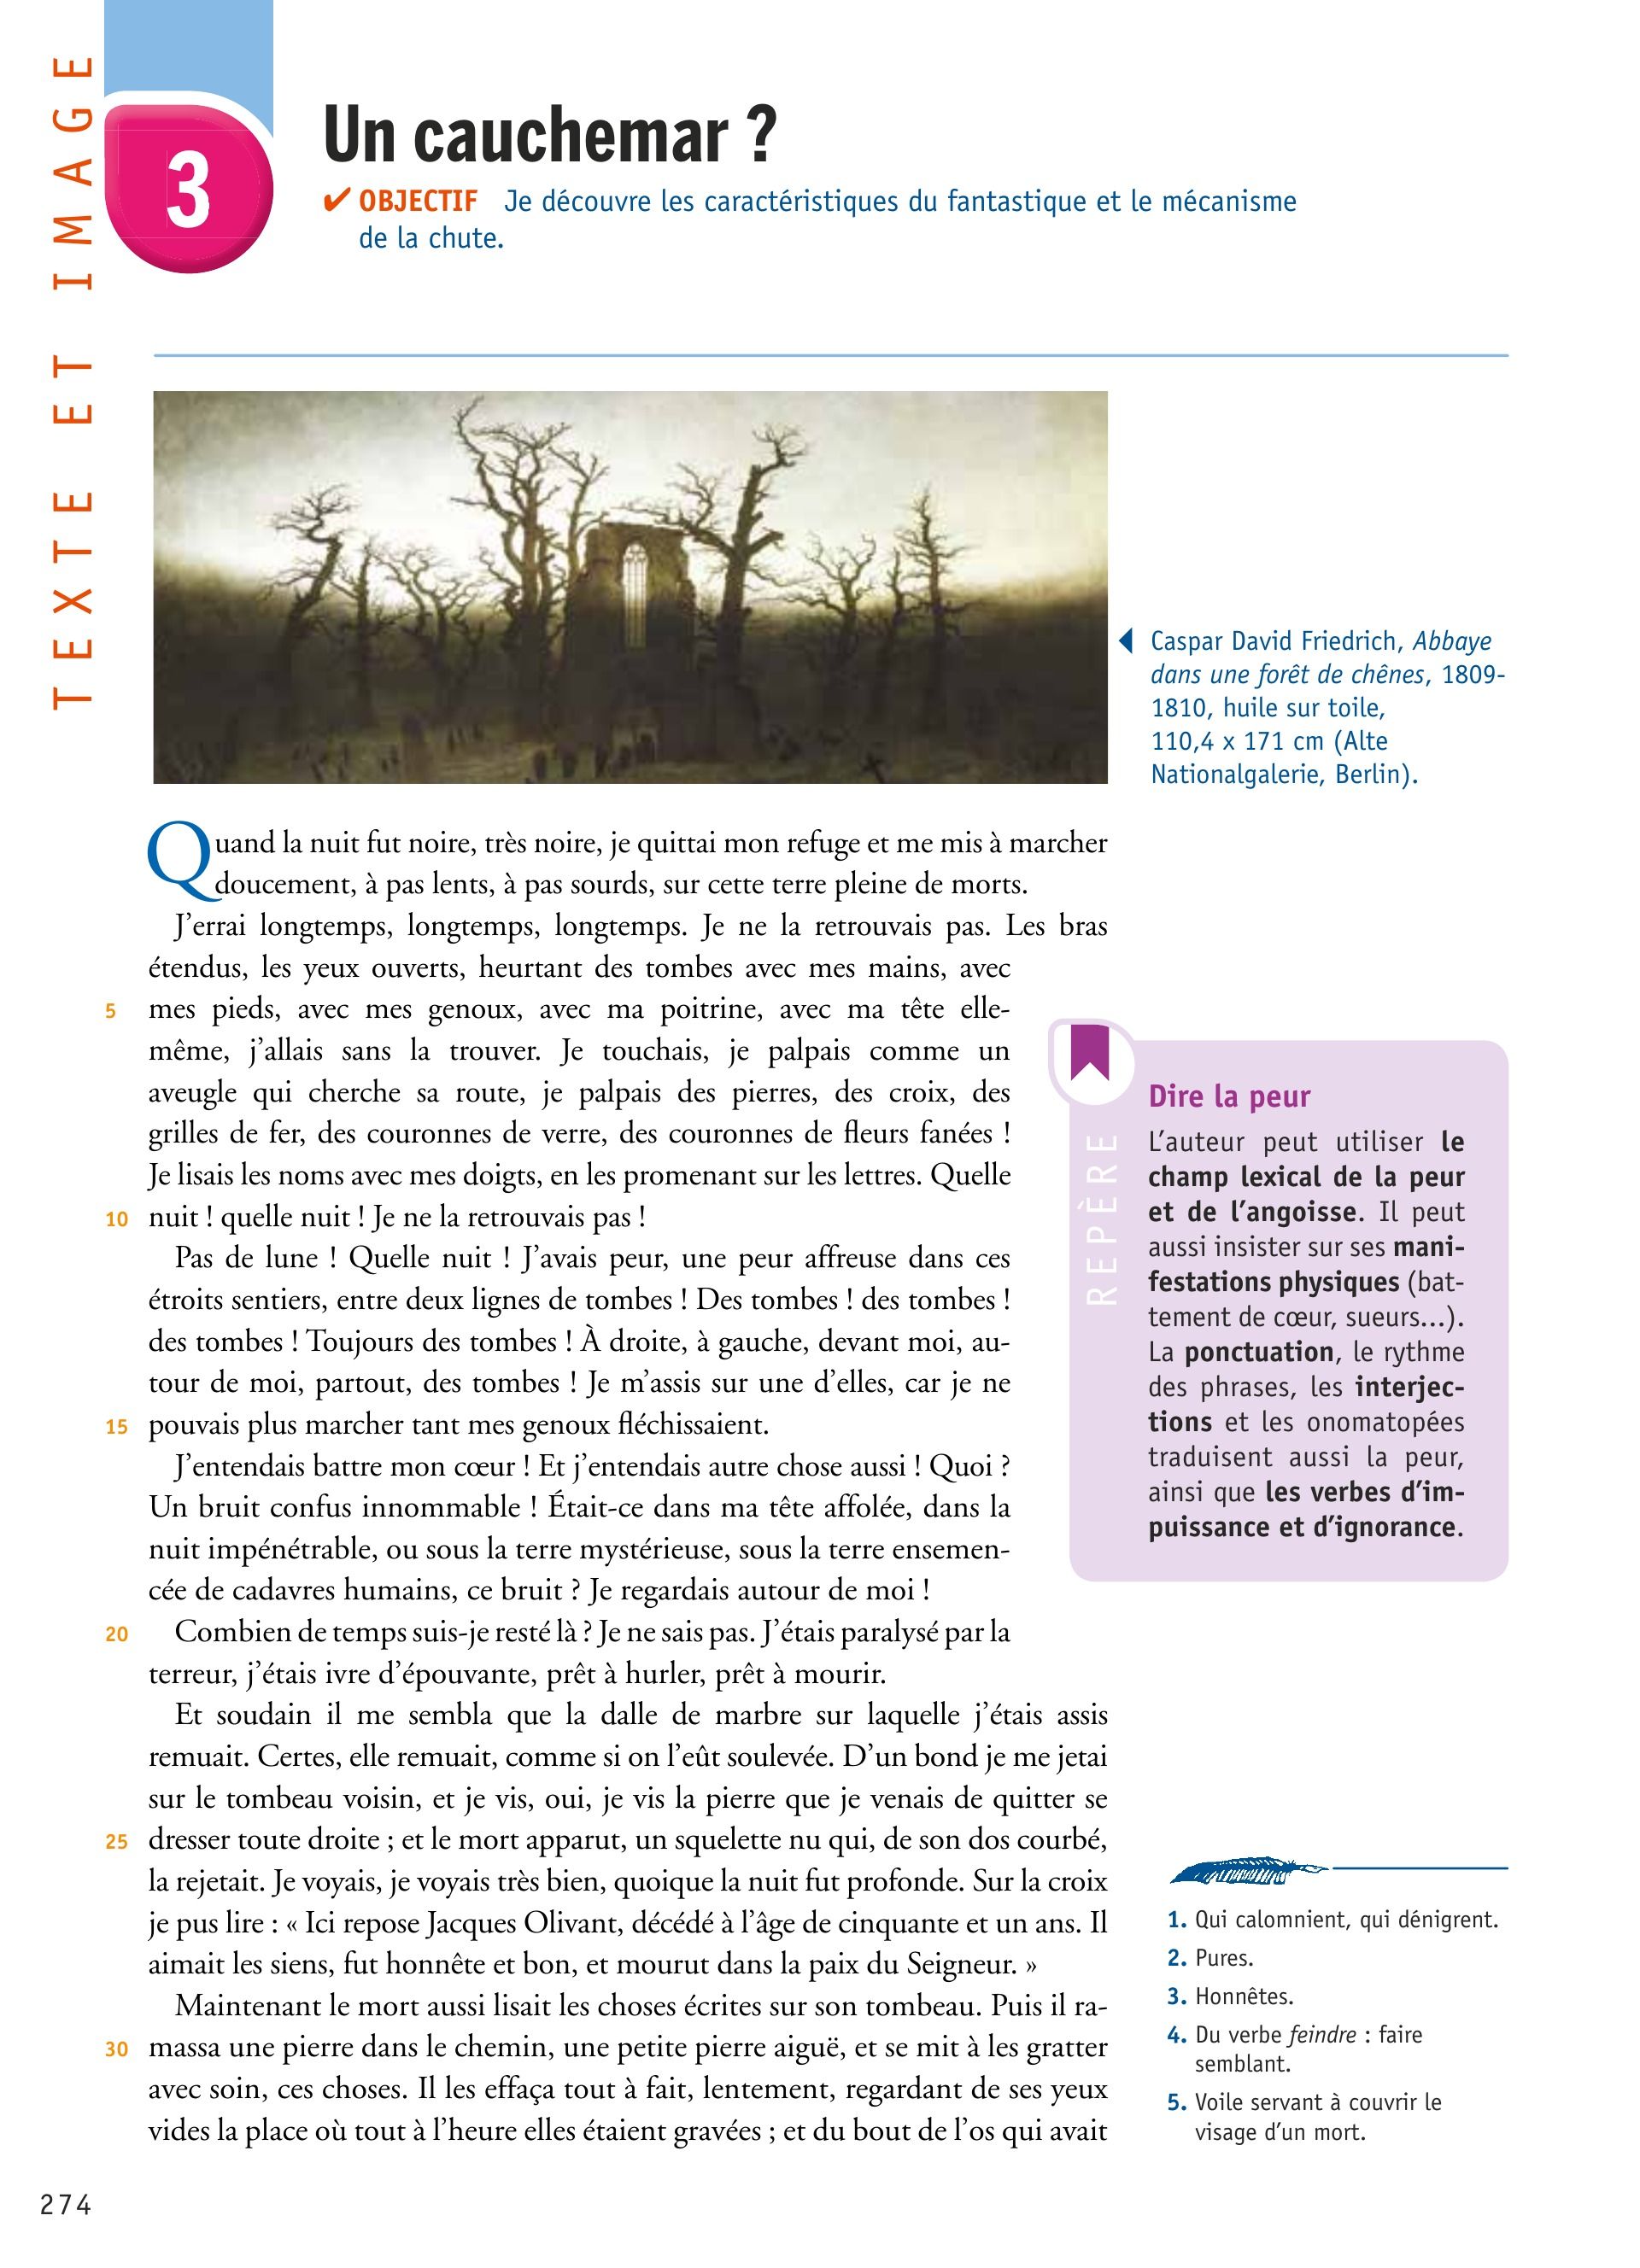 TEXTE ET IMAGE
3
Un cauchemar ?
✔ OBJECTIF Je découvre les caractéristiques du fantastique et le mécanisme
de la chute.
Caspar David Friedrich, Abbaye
dans une forêt de chênes, 1809-
1810, huile sur toile,
110,4 x 171 cm (Alte
Nationalgalerie, Berlin).
Quand la nuit fut noire, très noire, je quittai mon refuge et me mis à marcher
doucement, à pas lents, à pas sourds, sur cette terre pleine de morts.
J'errai longtemps, longtemps, longtemps. Je ne la retrouvais pas. Les bras
étendus, les yeux ouverts, heurtant des tombes avec mes mains, avec
5 mes pieds, avec mes genoux, avec ma poitrine, avec ma tête elle-
même, j'allais sans la trouver. Je touchais, je palpais comme un
aveugle qui cherche sa route, je palpais des pierres, des croix, des
grilles de fer, des couronnes de verre, des couronnes de fleurs fanées !
Je lisais les noms avec mes doigts, en les promenant sur les lettres. Quelle
10 nuit ! quelle nuit ! Je ne la retrouvais pas !
Pas de lune ! Quelle nuit ! J'avais peur, une peur affreuse dans ces
étroits sentiers, entre deux lignes de tombes ! Des tombes ! des tombes !
des tombes ! Toujours des tombes ! À droite, à gauche, devant moi, au-
tour de moi, partout, des tombes ! Je m'assis sur une d'elles, car je ne
15 pouvais plus marcher tant mes genoux fléchissaient.
J'entendais battre mon cœur ! Et j'entendais autre chose aussi ! Quoi ?
Un bruit confus innommable ! Était-ce dans ma tête affolée, dans la
nuit impénétrable, ou sous la terre mystérieuse, sous la terre ensemen-
cée de cadavres humains, ce bruit ? Je regardais autour de moi !
20 Combien de temps suis-je resté là ? Je ne sais pas. J'étais paralysé par la
terreur, j'étais ivre d'épouvante, prêt à hurler, prêt à mourir.
Et soudain il me sembla que la dalle de marbre sur laquelle j'étais assis
remuait. Certes, elle remuait, comme si on l'eût soulevée. D'un bond je me jetai
sur le tombeau voisin, et je vis, oui, je vis la pierre que je venais de quitter se
25 dresser toute droite ; et le mort apparut, un squelette nu qui, de son dos courbé,
la rejetait. Je voyais, je voyais très bien, quoique la nuit fut profonde. Sur la croix
je pus lire : « Ici repose Jacques Olivant, décédé à l'âge de cinquante et un ans. Il
aimait les siens, fut honnête et bon, et mourut dans la paix du Seigneur. »
Maintenant le mort aussi lisait les choses écrites sur son tombeau. Puis il ra-
30 massa une pierre dans le chemin, une petite pierre aiguë, et se mit à les gratter
avec soin, ces choses. Il les effaça tout à fait, lentement, regardant de ses yeux
vides la place où tout à l'heure elles étaient gravées ; et du bout de l'os qui avait
REPÈRE
Dire la peur
L'auteur peut utiliser le
champ lexical de la peur
et de l'angoisse. Il peut
aussi insister sur ses mani-
festations physiques (bat-
tement de cœur, sueurs...).
La ponctuation, le rythme
des phrases, les interjec-
tions et les onomatopées
traduisent aussi la peur,
ainsi que les verbes d'im-
puissance et d'ignorance.
1. Qui calomnient, qui dénigrent.
2. Pures.
3. Honnêtes.
4. Du verbe feindre : faire
semblant.
5. Voile servant à couvrir le
visage d'un mort.
274